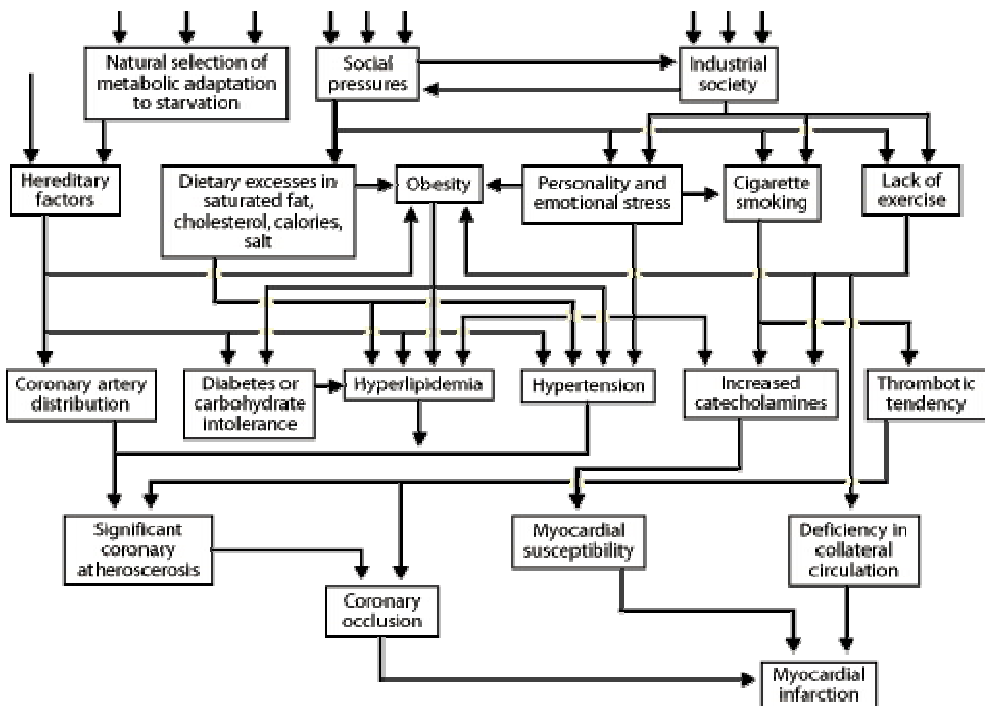 Natural selection of
metabolic adaptation
to starvation
Social
pressures
Industrial
society
Hereditary
factors
Dietary excesses in
saturated fat,
cholesterol, calories,
salt
Obesity
Personality and
emotional stress
Cigarette
smoking
Lack of
exercise
Coronary artery
distribution
Diabetes or
carbohydrate
intolerance
Hyperlipidemia
Hypertension
Increased
catecholamines
Thrombotic
tendency
Significant
coronary
atheroscerosis
Myocardial
susceptibility
Deficiency in
collateral
circulation
Coronary
occlusion
Myocardial
infarction